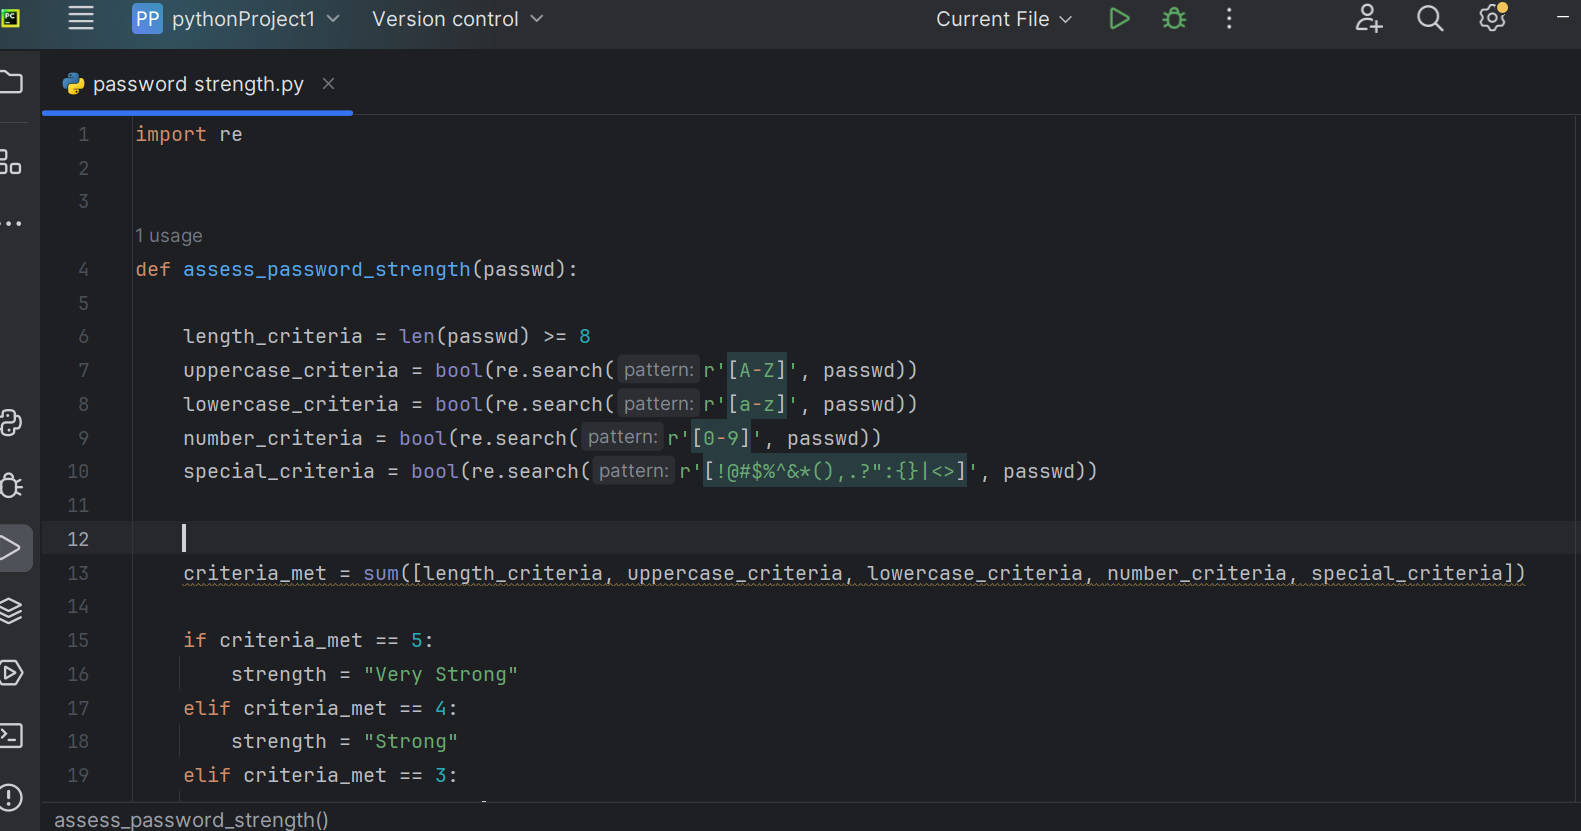 PC PP pythonProject1 Version control Current File
password strength.py
1 import re
2
3
1 usage
4 def assess_password_strength(passwd):
5
6 length_criteria = len(passwd) >= 8
7 uppercase_criteria = bool(re.search( pattern: r'[A-Z]', passwd))
8 lowercase_criteria = bool(re.search( pattern: r'[a-z]', passwd))
9 number_criteria = bool(re.search( pattern: r'[0-9]', passwd))
10 special_criteria = bool(re.search( pattern: r'[!@#$%^&*(),.?":{}|<>]', passwd))
11
12
13 criteria_met = sum([length_criteria, uppercase_criteria, lowercase_criteria, number_criteria, special_criteria])
14
15 if criteria_met == 5:
16 strength = "Very Strong"
17 elif criteria_met == 4:
18 strength = "Strong"
19 elif criteria_met == 3:
assess_password_strength()